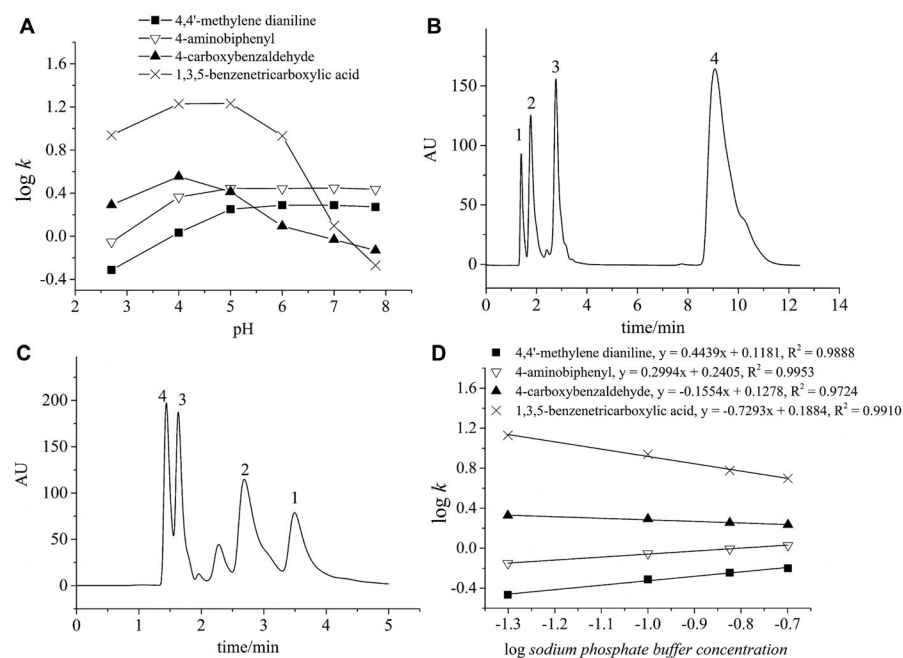 A
4,4'-methylene dianiline
4-aminobiphenyl
4-carboxybenzaldehyde
1,3,5-benzenetricarboxylic acid
log k
1.6
1.2
0.8
0.4
0.0
-0.4
2 3 4 5 6 7 8
pH
B
AU
150
100
50
0
1
2
3
4
0 2 4 6 8 10 12 14
time/min
C
AU
200
150
100
50
0
4
3
2
1
0 1 2 3 4 5 6
time/min
D
4,4'-methylene dianiline, y = 0.4439x + 0.1181, R² = 0.9888
4-aminobiphenyl, y = 0.2994x + 0.2405, R² = 0.9953
4-carboxybenzaldehyde, y = -0.1554x + 0.1278, R² = 0.9724
1,3,5-benzenetricarboxylic acid, y = -0.7293x + 0.1884, R² = 0.9910
log k
1.6
1.2
0.8
0.4
0.0
-0.4
-1.3 -1.2 -1.1 -1.0 -0.9 -0.8 -0.7
log sodium phosphate buffer concentration